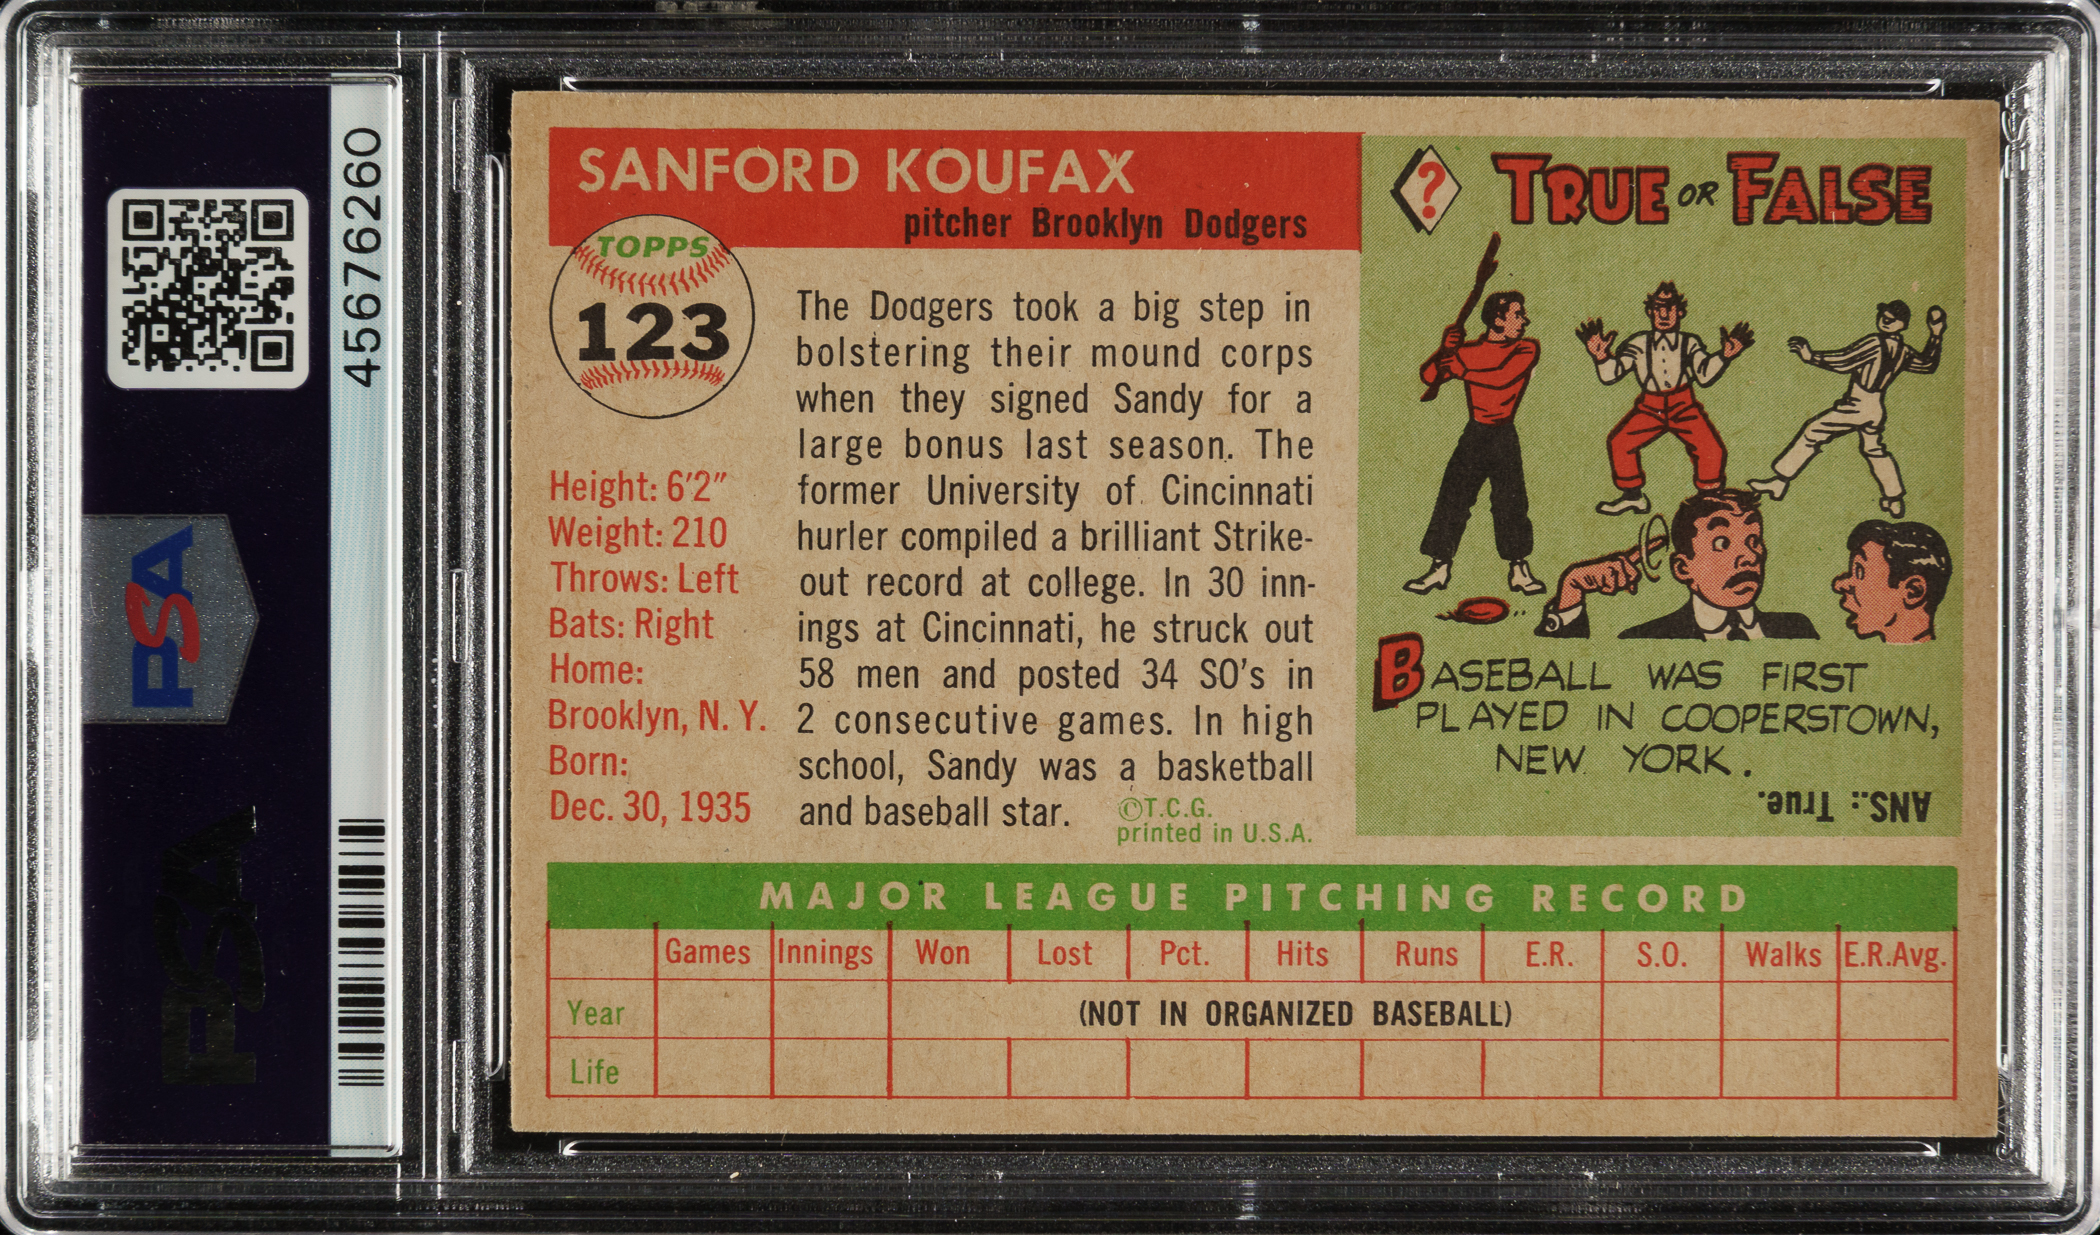 45676260
PSA
PSA
SANFORD KOUFAX
pitcher Brooklyn Dodgers
TOPPS
123
Height: 6'2"
Weight: 210
Throws: Left
Bats: Right
Home:
Brooklyn, N. Y.
Born:
Dec. 30, 1935
The Dodgers took a big step in
bolstering their mound corps
when they signed Sandy for a
large bonus last season. The
former University of Cincinnati
hurler compiled a brilliant Strike-
out record at college. In 30 inn-
ings at Cincinnati, he struck out
58 men and posted 34 SO's in
2 consecutive games. In high
school, Sandy was a basketball
and baseball star.
©T.C.G.
printed in U.S.A.
?
TRUE OR FALSE
BASEBALL WAS FIRST
PLAYED IN COOPERSTOWN,
NEW YORK.
ANS.: True.
MAJOR LEAGUE PITCHING RECORD
Games Innings Won Lost Pct. Hits Runs E.R. S.O. Walks E.R.Avg.
Year (NOT IN ORGANIZED BASEBALL)
Life